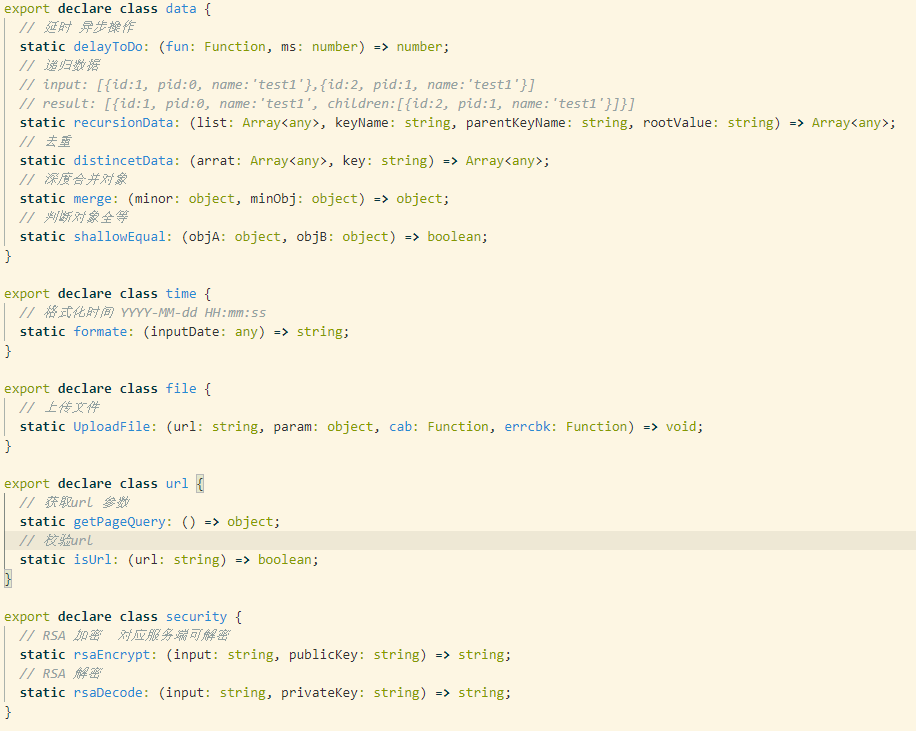 export declare class data {
// 延时 异步操作
static delayToDo: (fun: Function, ms: number) => number;
// 递归数据
// input: [{id:1, pid:0, name:'test1'},{id:2, pid:1, name:'test1'}]
// result: [{id:1, pid:0, name:'test1', children:[{id:2, pid:1, name:'test1'}]}]
static recursionData: (list: Array<any>, keyName: string, parentKeyName: string, rootValue: string) => Array<any>;
// 去重
static distincetData: (arrat: Array<any>, key: string) => Array<any>;
// 深度合并对象
static merge: (minor: object, minObj: object) => object;
// 判断对象全等
static shallowEqual: (objA: object, objB: object) => boolean;
}
export declare class time {
// 格式化时间 YYYY-MM-dd HH:mm:ss
static formate: (inputDate: any) => string;
}
export declare class file {
// 上传文件
static UploadFile: (url: string, param: object, cab: Function, errcbk: Function) => void;
}
export declare class url {
// 获取url 参数
static getPageQuery: () => object;
// 校验url
static isUrl: (url: string) => boolean;
}
export declare class security {
// RSA 加密  对应服务端可解密
static rsaEncrypt: (input: string, publicKey: string) => string;
// RSA 解密
static rsaDecode: (input: string, privateKey: string) => string;
}